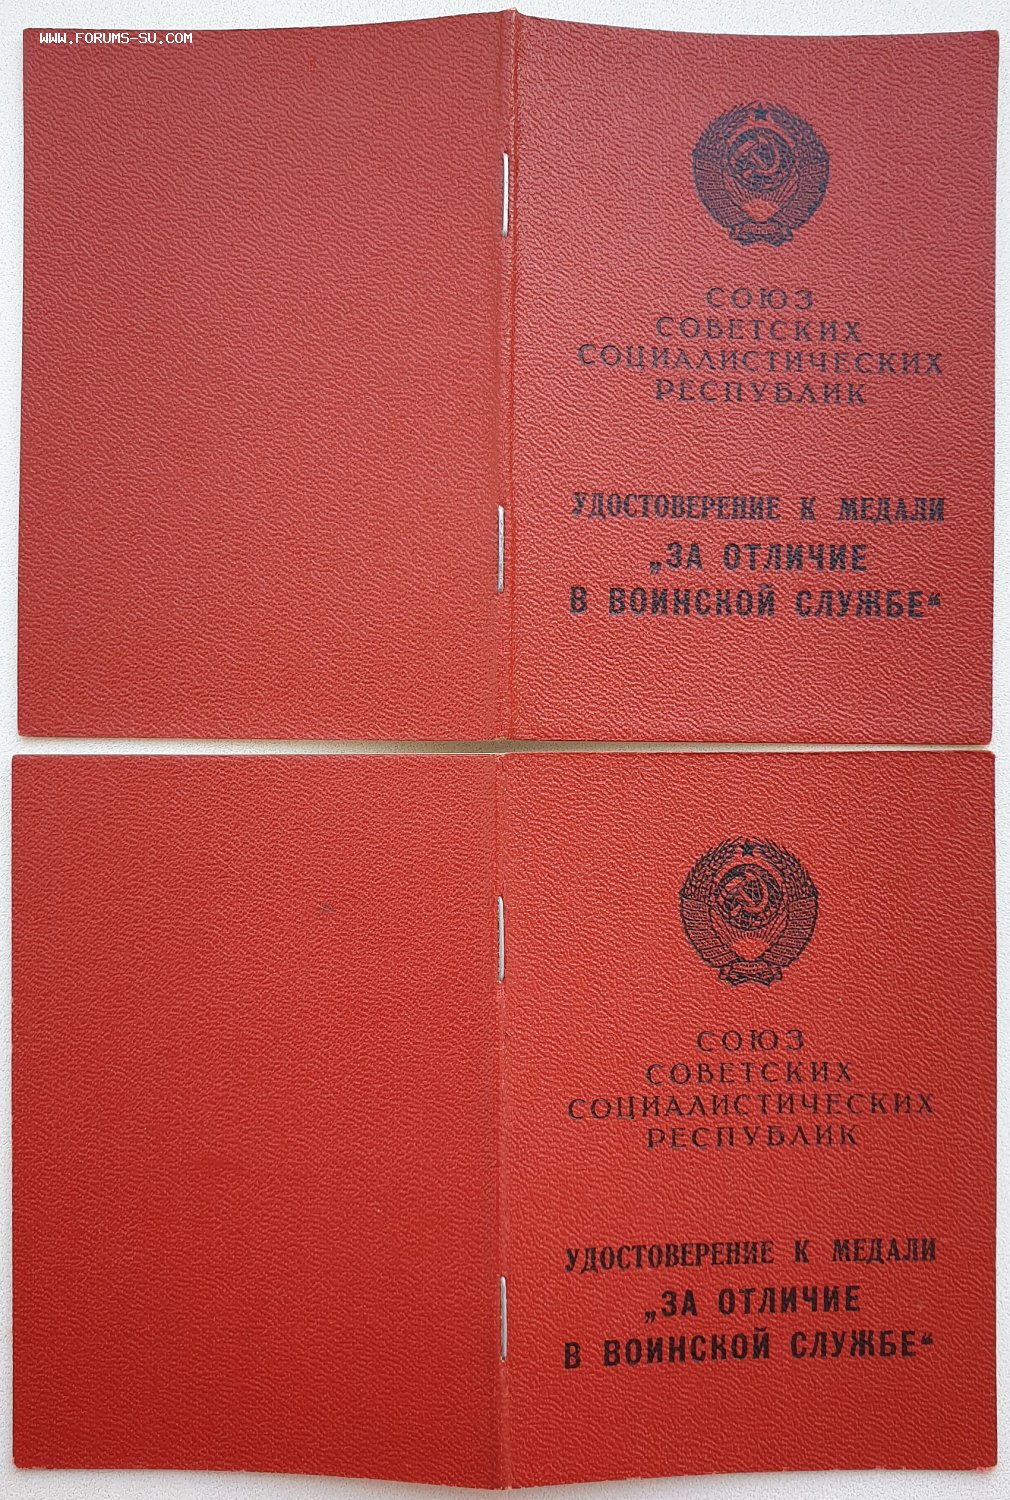 WWW.FORUMS-SU.COM
СОЮЗ
СОВЕТСКИХ
СОЦИАЛИСТИЧЕСКИХ
РЕСПУБЛИК
УДОСТОВЕРЕНИЕ К МЕДАЛИ
„ЗА ОТЛИЧИЕ
В ВОИНСКОЙ СЛУЖБЕ“
СОЮЗ
СОВЕТСКИХ
СОЦИАЛИСТИЧЕСКИХ
РЕСПУБЛИК
УДОСТОВЕРЕНИЕ К МЕДАЛИ
„ЗА ОТЛИЧИЕ
В ВОИНСКОЙ СЛУЖБЕ“